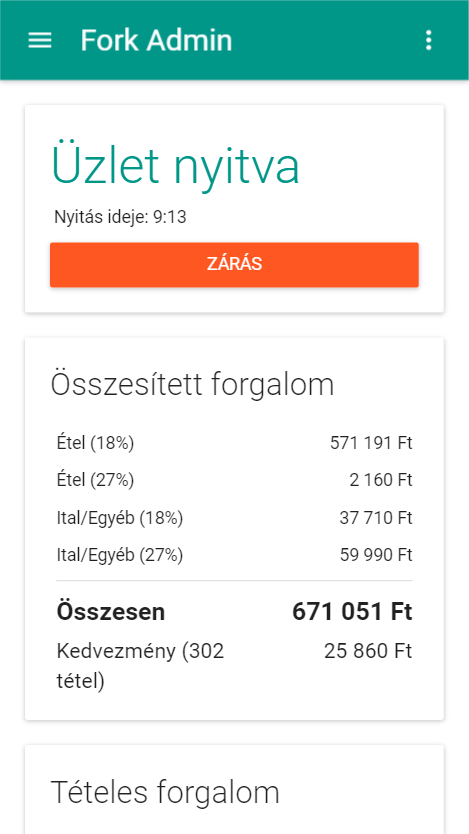 Fork Admin
Üzlet nyitva
Nyitás ideje: 9:13
ZÁRÁS
Összesített forgalom
Étel (18%) 571 191 Ft
Étel (27%) 2 160 Ft
Ital/Egyéb (18%) 37 710 Ft
Ital/Egyéb (27%) 59 990 Ft
Összesen 671 051 Ft
Kedvezmény (302 25 860 Ft
tétel)
Tételes forgalom